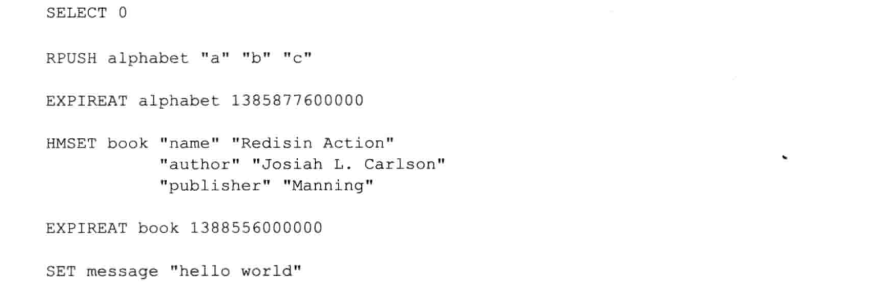 SELECT 0
RPUSH alphabet "a" "b" "c"
EXPIREAT alphabet 1385877600000
HMSET book "name" "Redisin Action"
"author" "Josiah L. Carlson"
"publisher" "Manning"
EXPIREAT book 1388556000000
SET message "hello world"